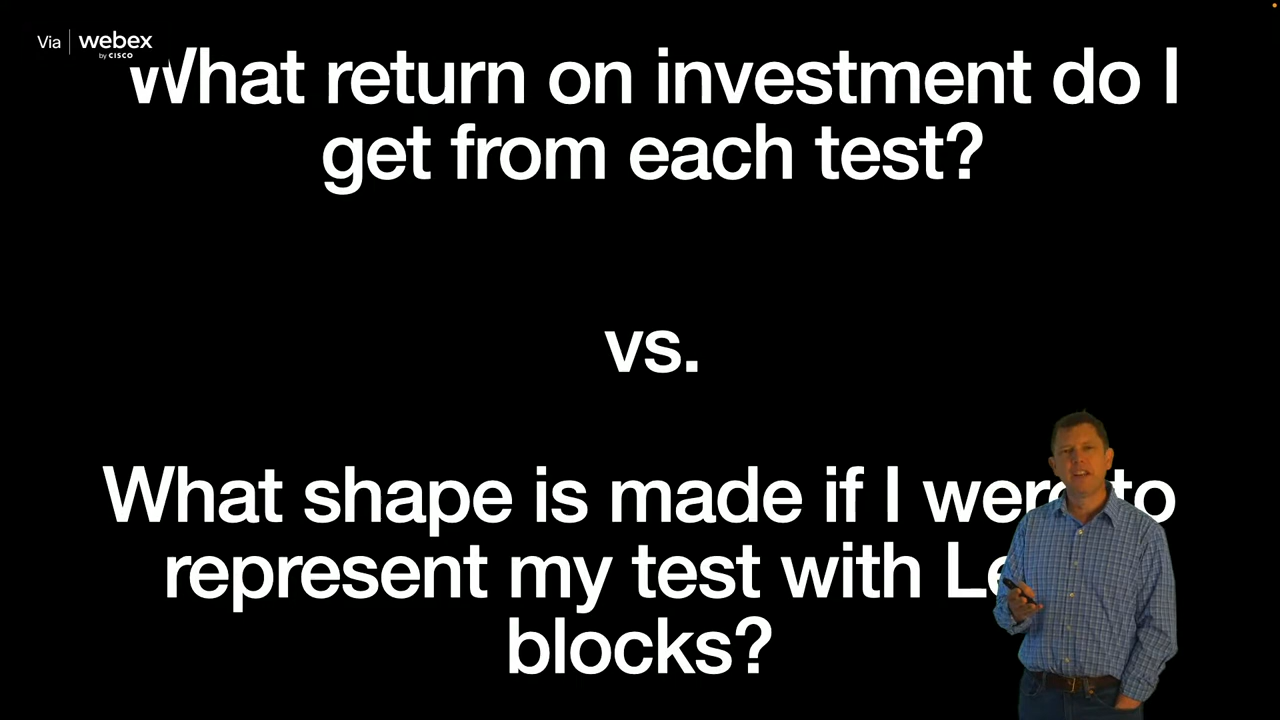 Via webex
by CISCO
What return on investment do I
get from each test?
vs.
What shape is made if I were to
represent my test with
blocks?